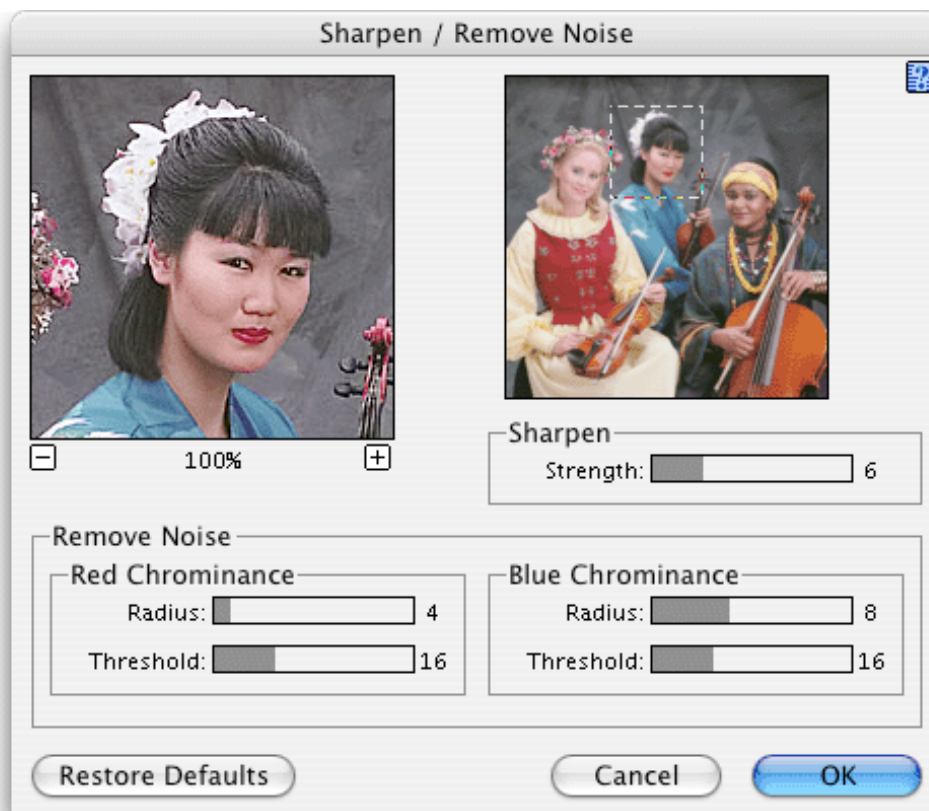 Sharpen / Remove Noise
100%
Sharpen
Strength: 6
Remove Noise
Red Chrominance
Radius: 4
Threshold: 16
Blue Chrominance
Radius: 8
Threshold: 16
Restore Defaults
Cancel
OK